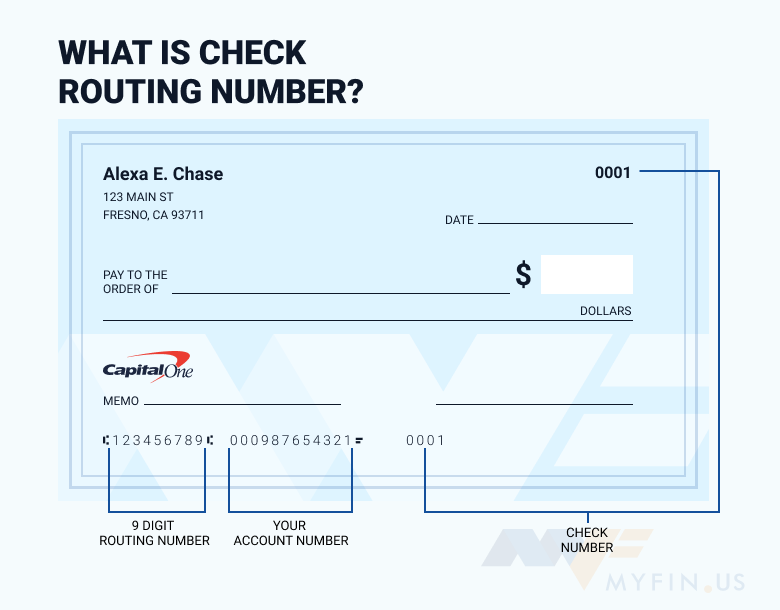 WHAT IS CHECK
ROUTING NUMBER?
Alexa E. Chase
0001
123 MAIN ST
FRESNO, CA 93711
DATE
PAY TO THE
ORDER OF
$
DOLLARS
Capital One
MEMO
⑆123456789⑆ 000987654321⑈ 0001
9 DIGIT
ROUTING NUMBER
YOUR
ACCOUNT NUMBER
CHECK
NUMBER
MYFIN.US